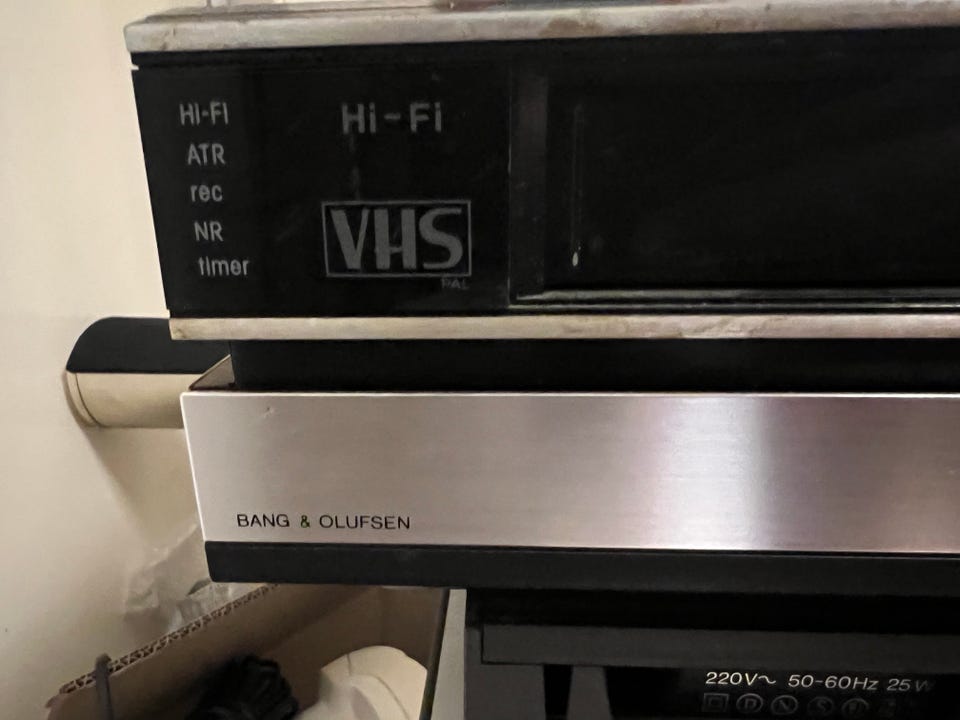 HI-FI
ATR
rec
NR
timer
Hi-Fi
VHS
PAL
BANG & OLUFSEN
220V~ 50-60Hz 25W